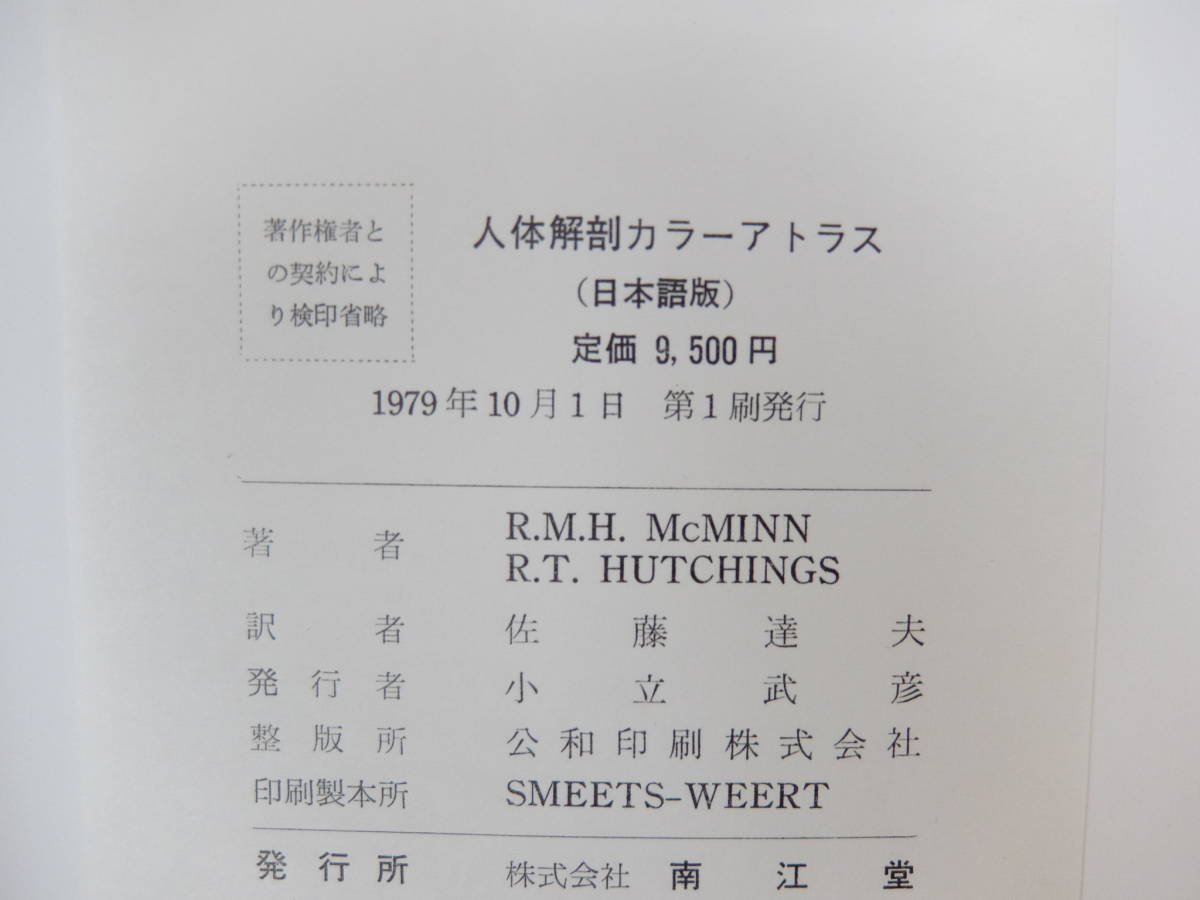 著作権者と
の契約によ
り検印省略
人体解剖カラーアトラス
（日本語版）
定価 9,500円
1979年10月1日　第1刷発行
著者 R.M.H. McMINN
R.T. HUTCHINGS
訳者 佐藤達夫
発行者 小立武彦
整版所 公和印刷株式会社
印刷製本所 SMEETS-WEERT
発行所 株式会社 南江堂